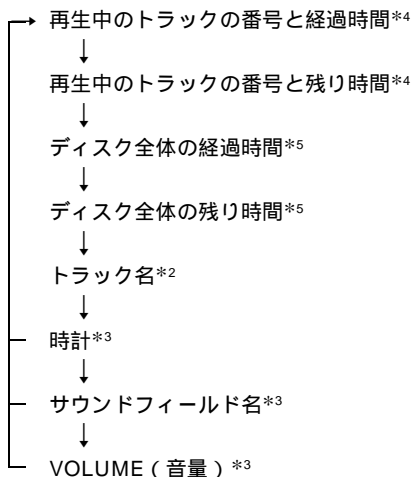 再生中のトラックの番号と経過時間*4
再生中のトラックの番号と残り時間*4
ディスク全体の経過時間*5
ディスク全体の残り時間*5
トラック名*2
時計*3
サウンドフィールド名*3
VOLUME（音量）*3